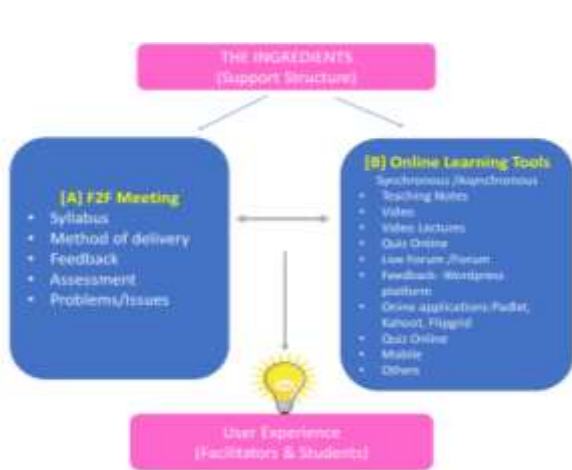 THE INGREDIENTS
(Support Structure)
[A] F2F Meeting
• Syllabus
• Method of delivery
• Feedback
• Assessment
• Problems/Issues
[B] Online Learning Tools
Synchronous /Asynchronous
• Teaching Notes
• Video
• Video Lectures
• Quiz Online
• Forum /Forum
• Feedback- Wordpress
platform
• Online applications:Padlet,
Kahoot, Flipgrid
• Quiz Online
• Mobile
• Others
User Experience
(Facilitators & Students)